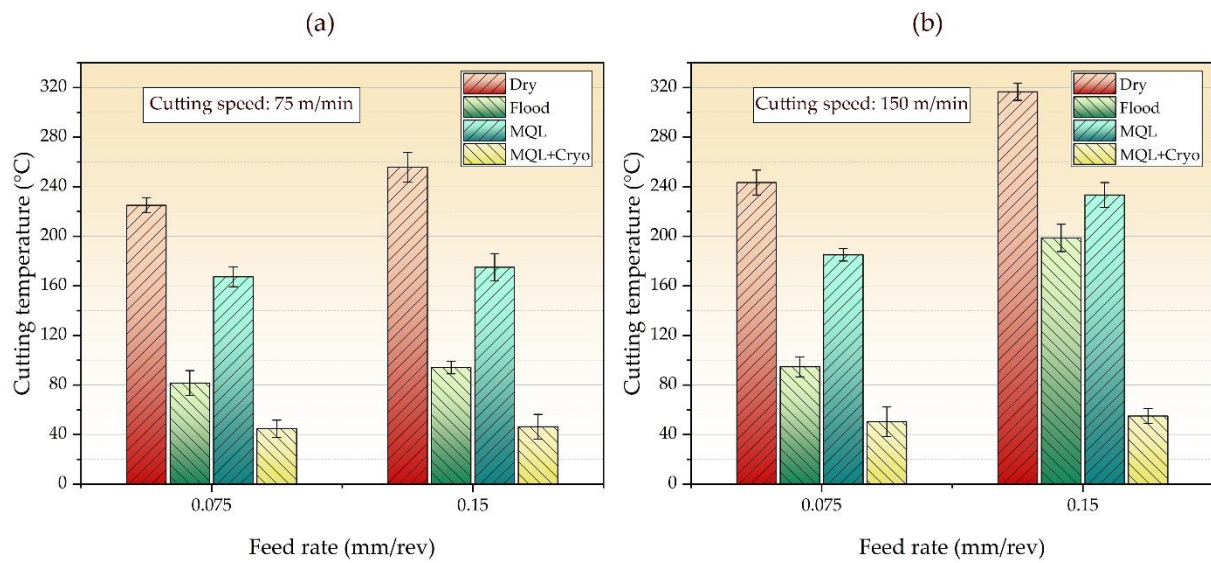 (a)
Cutting temperature (°C)
320
280
240
200
160
120
80
40
0
Cutting speed: 75 m/min
Dry
Flood
MQL
MQL+Cryo
0.075
0.15
Feed rate (mm/rev)
(b)
Cutting temperature (°C)
320
280
240
200
160
120
80
40
0
Cutting speed: 150 m/min
Dry
Flood
MQL
MQL+Cryo
0.075
0.15
Feed rate (mm/rev)